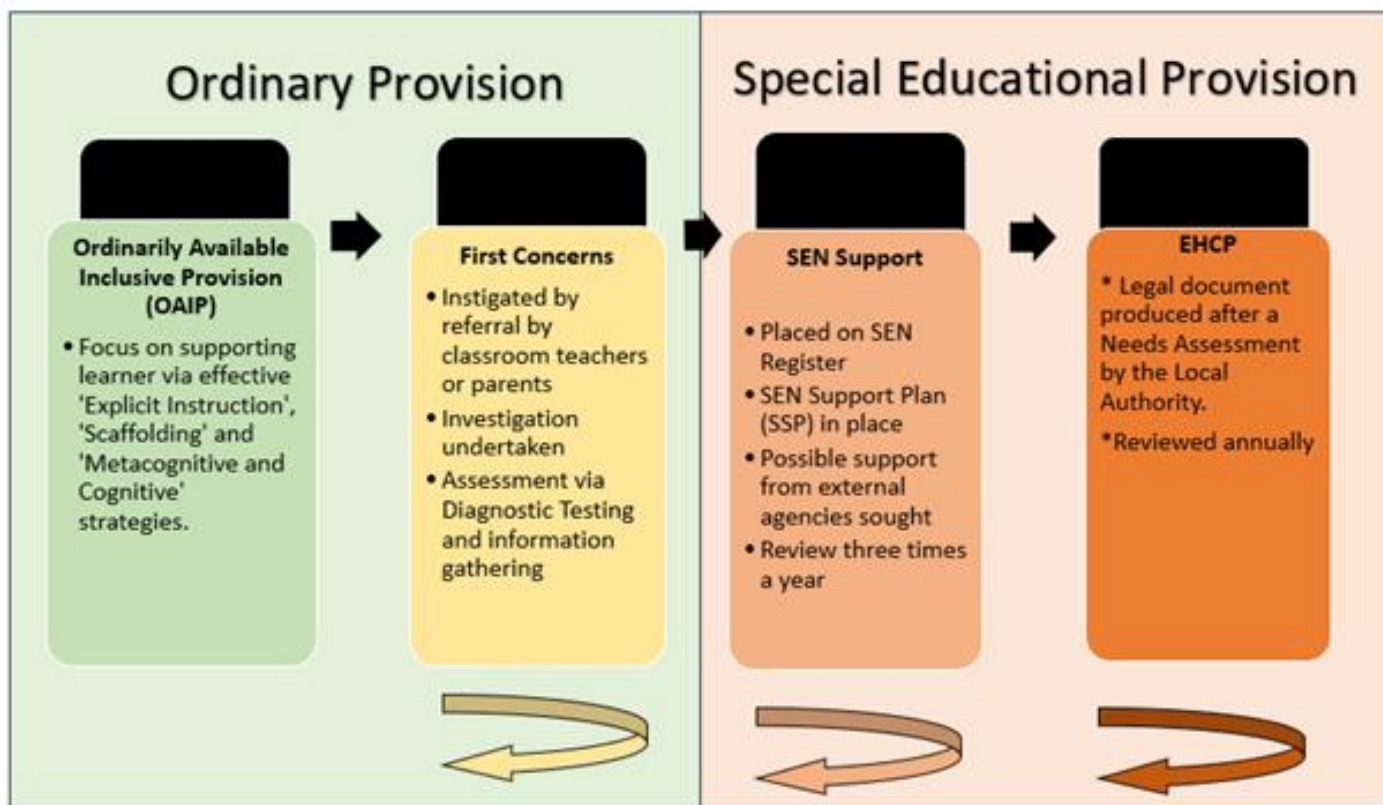 Ordinary Provision
Ordinarily Available
Inclusive Provision
(OAIP)
• Focus on supporting
learner via effective
'Explicit Instruction',
'Scaffolding' and
'Metacognitive and
Cognitive'
strategies.
First Concerns
• Instigated by
referral by
classroom teachers
or parents
• Investigation
undertaken
• Assessment via
Diagnostic Testing
and information
gathering
Special Educational Provision
SEN Support
• Placed on SEN
Register
• SEN Support Plan
(SSP) in place
• Possible support
from external
agencies sought
• Review three times
a year
EHCP
* Legal document
produced after a
Needs Assessment
by the Local
Authority.
*Reviewed annually